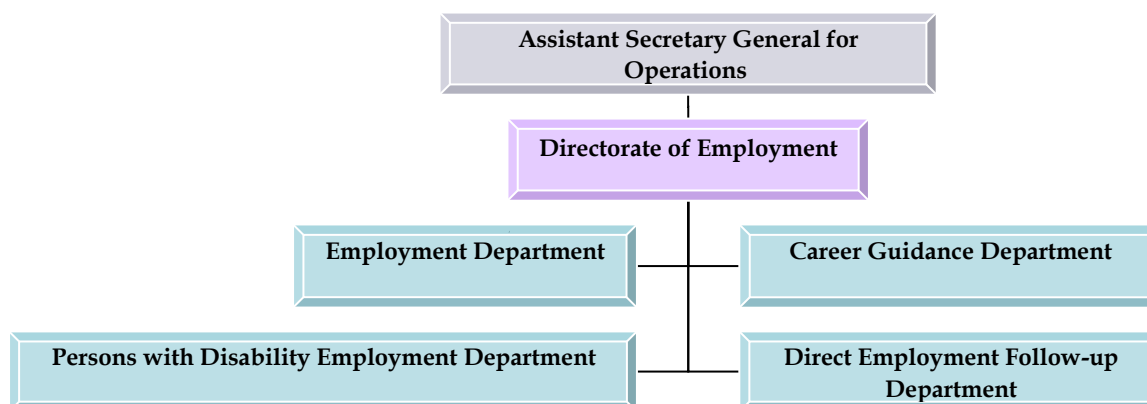 Assistant Secretary General for
Operations
Directorate of Employment
Employment Department
Career Guidance Department
Persons with Disability Employment Department
Direct Employment Follow-up
Department